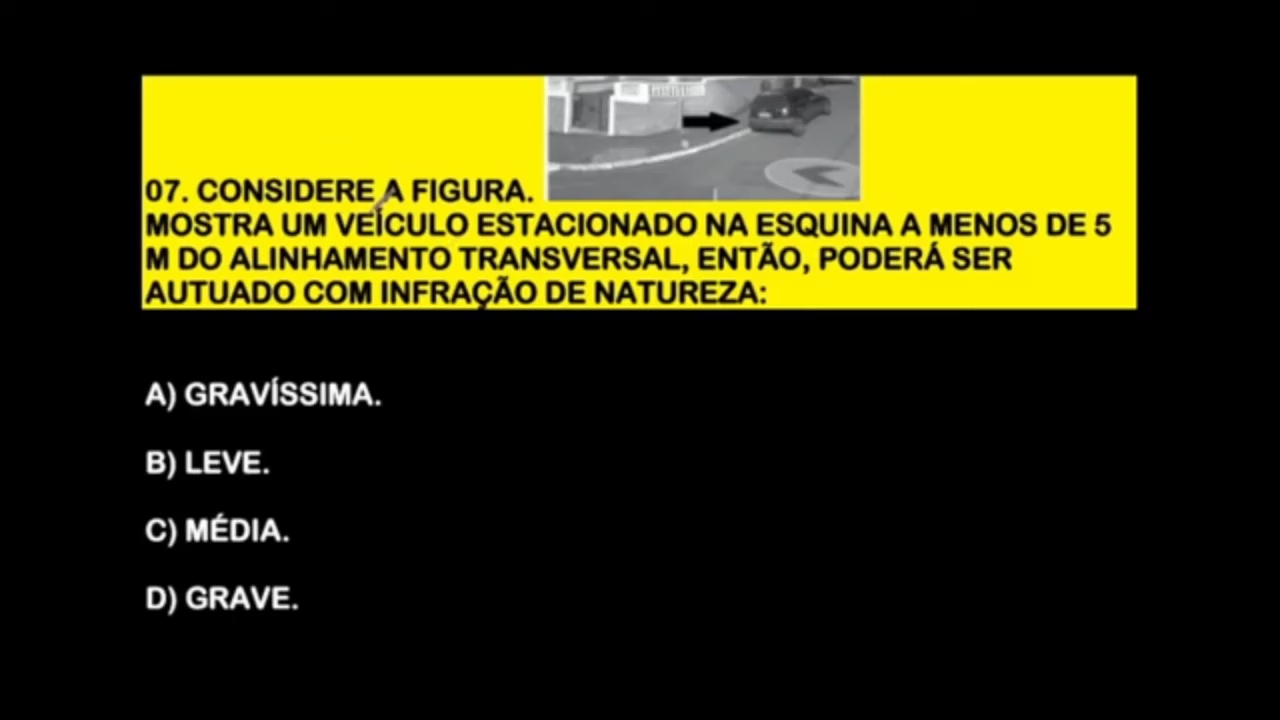 07. CONSIDERE A FIGURA.
MOSTRA UM VEÍCULO ESTACIONADO NA ESQUINA A MENOS DE 5
M DO ALINHAMENTO TRANSVERSAL, ENTÃO, PODERÁ SER
AUTUADO COM INFRAÇÃO DE NATUREZA:
A) GRAVÍSSIMA.
B) LEVE.
C) MÉDIA.
D) GRAVE.